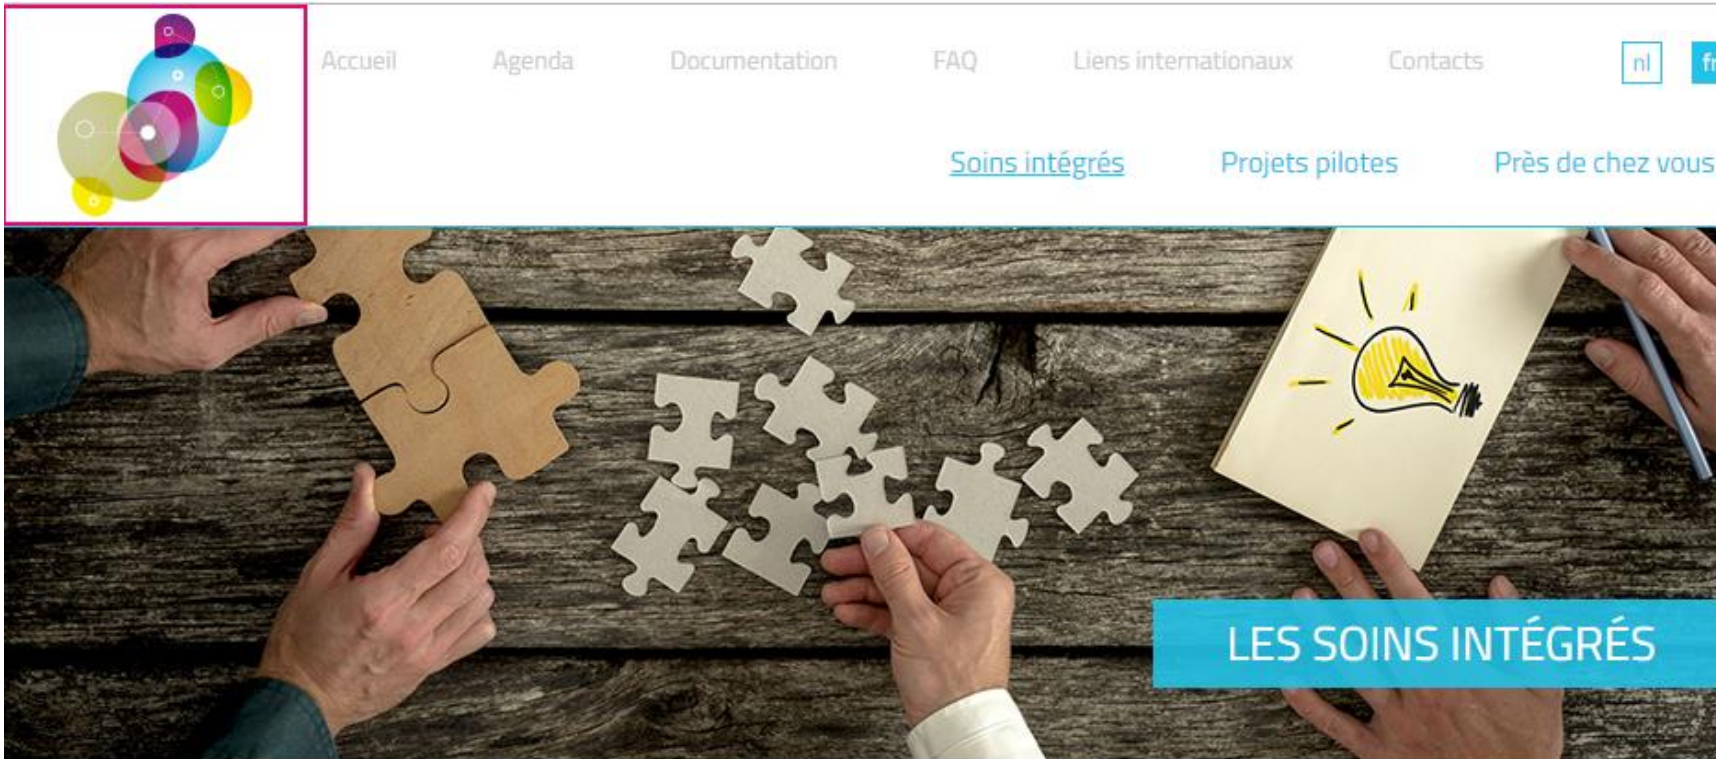 Accueil Agenda Documentation FAQ Liens internationaux Contacts nl fr
Soins intégrés Projets pilotes Près de chez vous
LES SOINS INTÉGRÉS